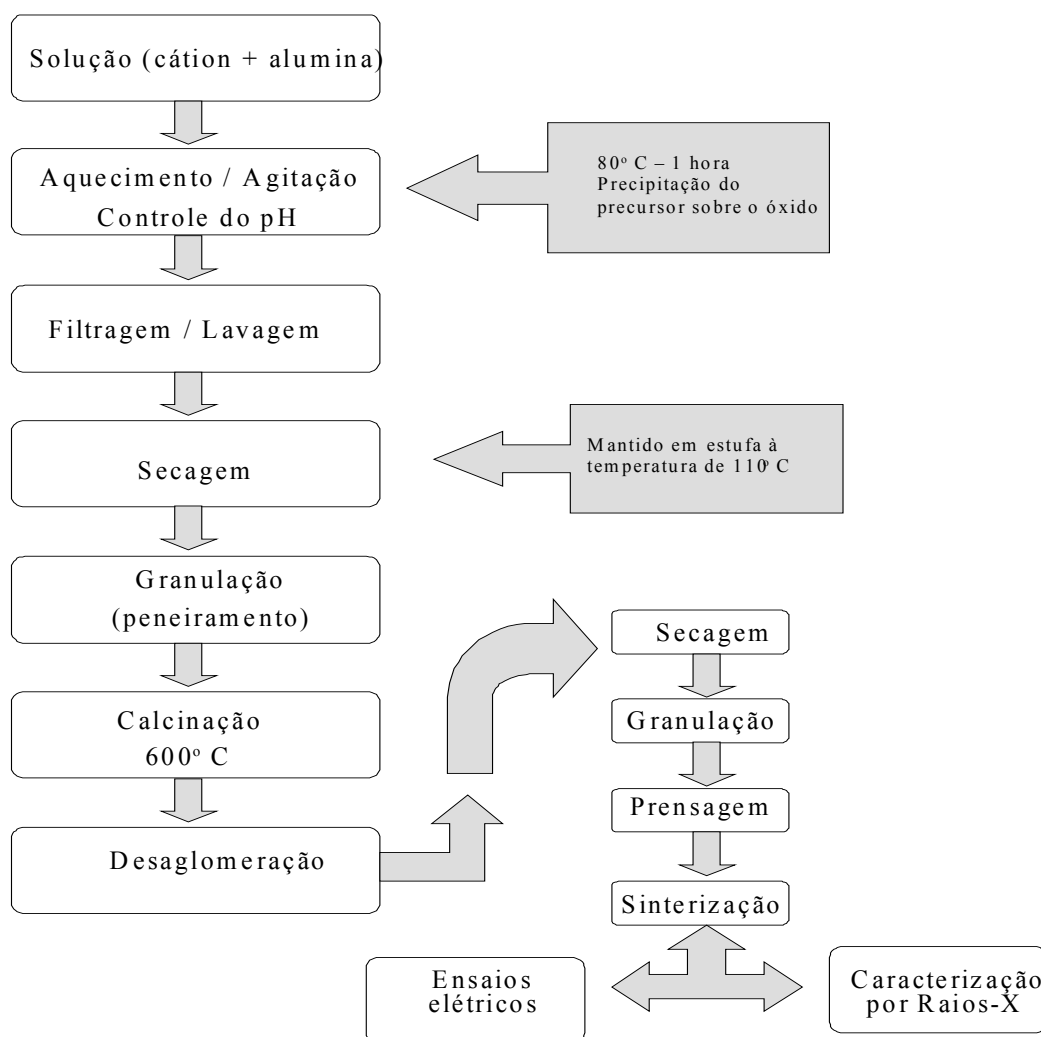 Solução (cátion + alumina)
Aquecimento / Agitação
Controle do pH
80º C – 1 hora
Precipitação do
precursor sobre o óxido
Filtragem / Lavagem
Secagem
Mantido em estufa à
temperatura de 110º C
Granulação
(peneiramento)
Calcinação
600º C
Desaglomeração
Secagem
Granulação
Prensagem
Sinterização
Ensaios
elétricos
Caracterização
por Raios-X